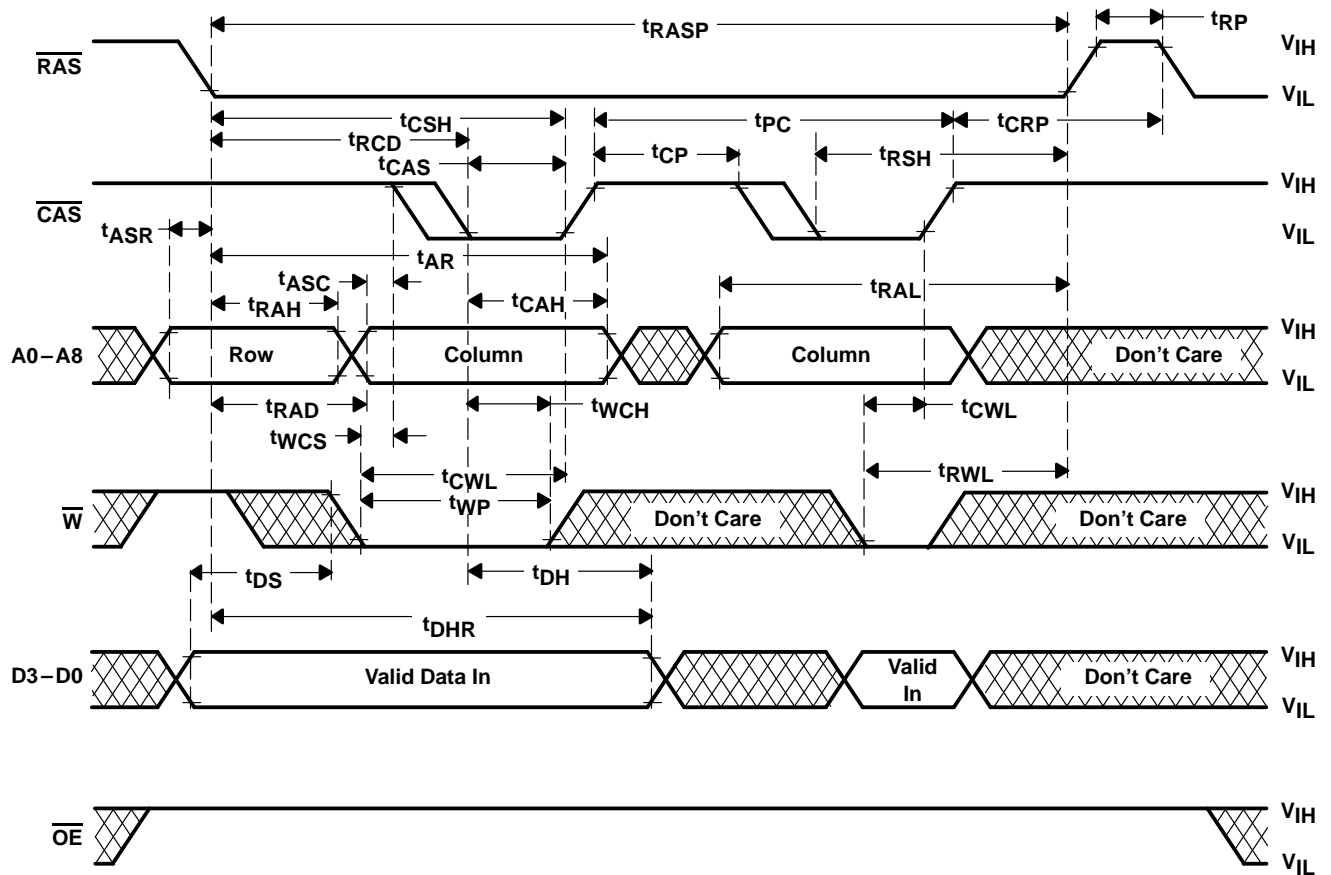 tRASP
tRP
RAS
VIH
VIL
tCSH
tPC
tCRP
tRCD
tCAS
tCP
tRSH
CAS
VIH
VIL
tASR
tAR
tASC
tRAL
tRAH
tCAH
A0–A8
Row
Column
Column
Don't Care
VIH
VIL
tRAD
tWCH
tCWL
tWCS
tCWL
tRWL
tWP
W
Don't Care
Don't Care
VIH
VIL
tDS
tDH
tDHR
D3–D0
Valid Data In
Valid
In
Don't Care
VIH
VIL
OE
VIH
VIL